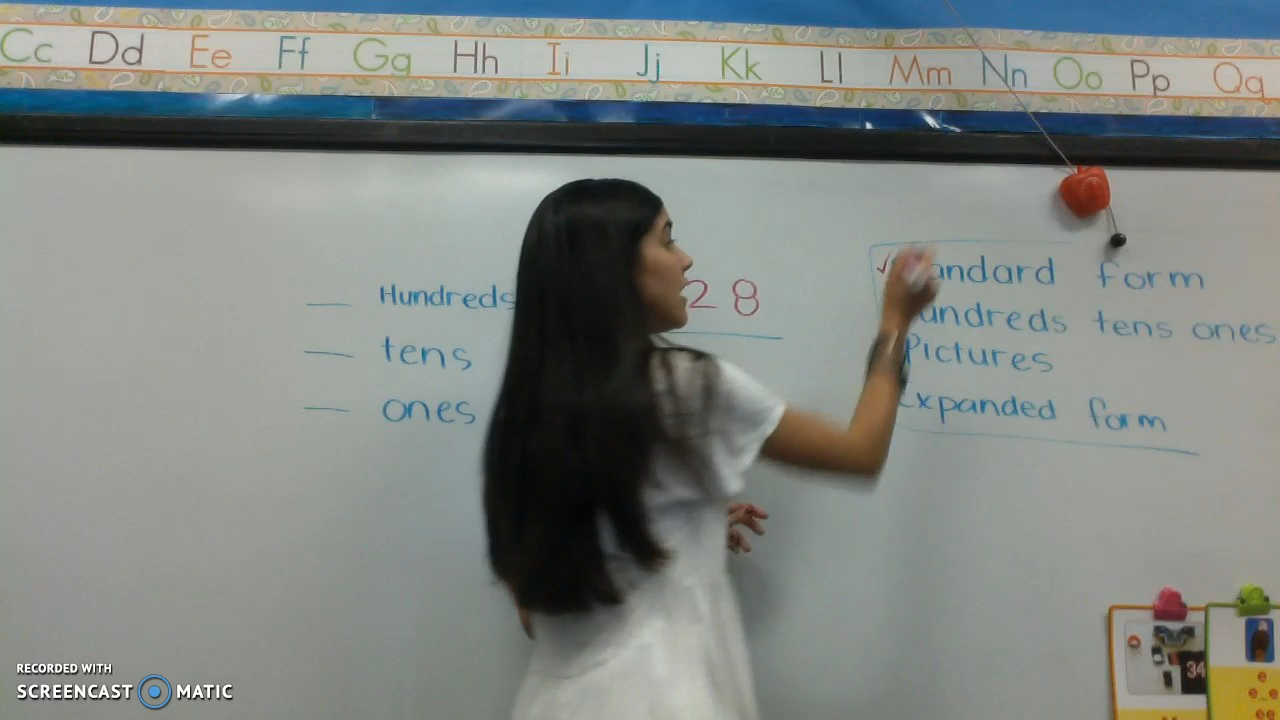 Cc Dd Ee Ff Gg Hh Ii Jj Kk Ll Mm Nn Oo Pp Qq
Hundreds
tens
ones
28
andard form
undreds tens ones
Pictures
expanded form
34
RECORDED WITH
SCREENCAST MATIC